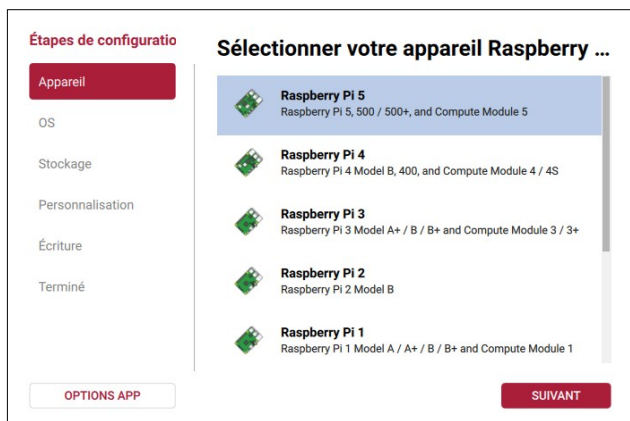 Étapes de configuratio
Appareil
OS
Stockage
Personnalisation
Écriture
Terminé
OPTIONS APP
Sélectionner votre appareil Raspberry ...
Raspberry Pi 5
Raspberry Pi 5, 500 / 500+, and Compute Module 5
Raspberry Pi 4
Raspberry Pi 4 Model B, 400, and Compute Module 4 / 4S
Raspberry Pi 3
Raspberry Pi 3 Model A+ / B / B+ and Compute Module 3 / 3+
Raspberry Pi 2
Raspberry Pi 2 Model B
Raspberry Pi 1
Raspberry Pi 1 Model A / A+ / B / B+ and Compute Module 1
SUIVANT